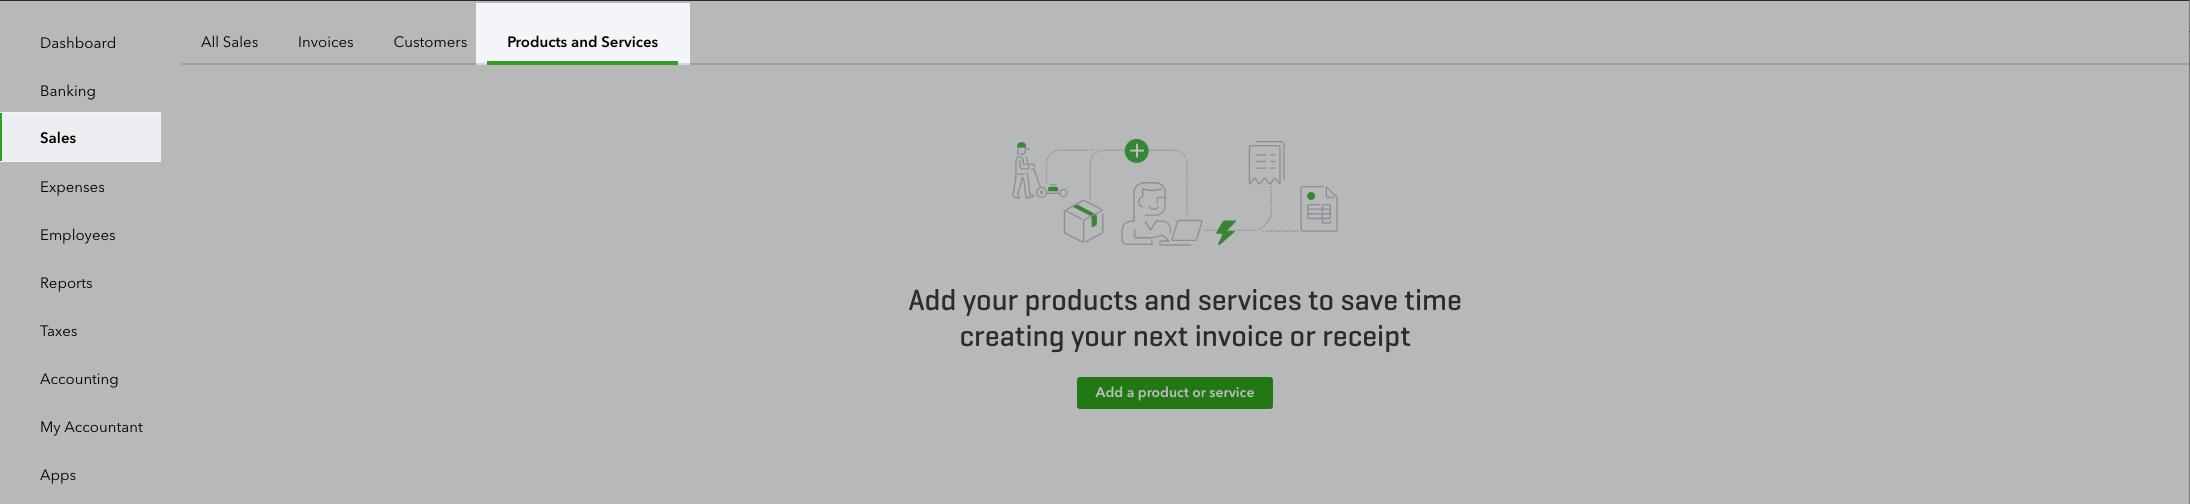 Dashboard
Banking
Sales
Expenses
Employees
Reports
Taxes
Accounting
My Accountant
Apps
All Sales
Invoices
Customers
Products and Services
Add your products and services to save time
creating your next invoice or receipt
Add a product or service